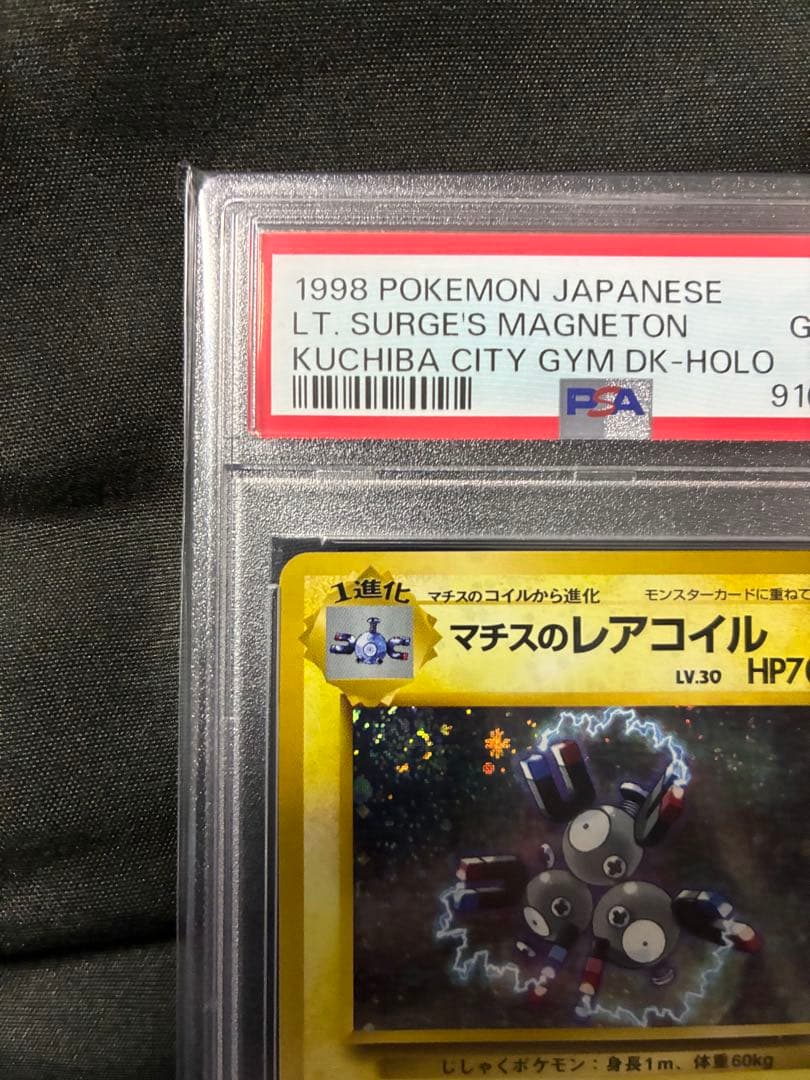 1998 POKEMON JAPANESE
LT. SURGE'S MAGNETON G
KUCHIBA CITY GYM DK-HOLO
PSA 910
1進化 マチスのコイルから進化 モンスターカードに重ねて
マチスのレアコイル
LV.30 HP70
ししゃくポケモン：身長1m、体重60kg